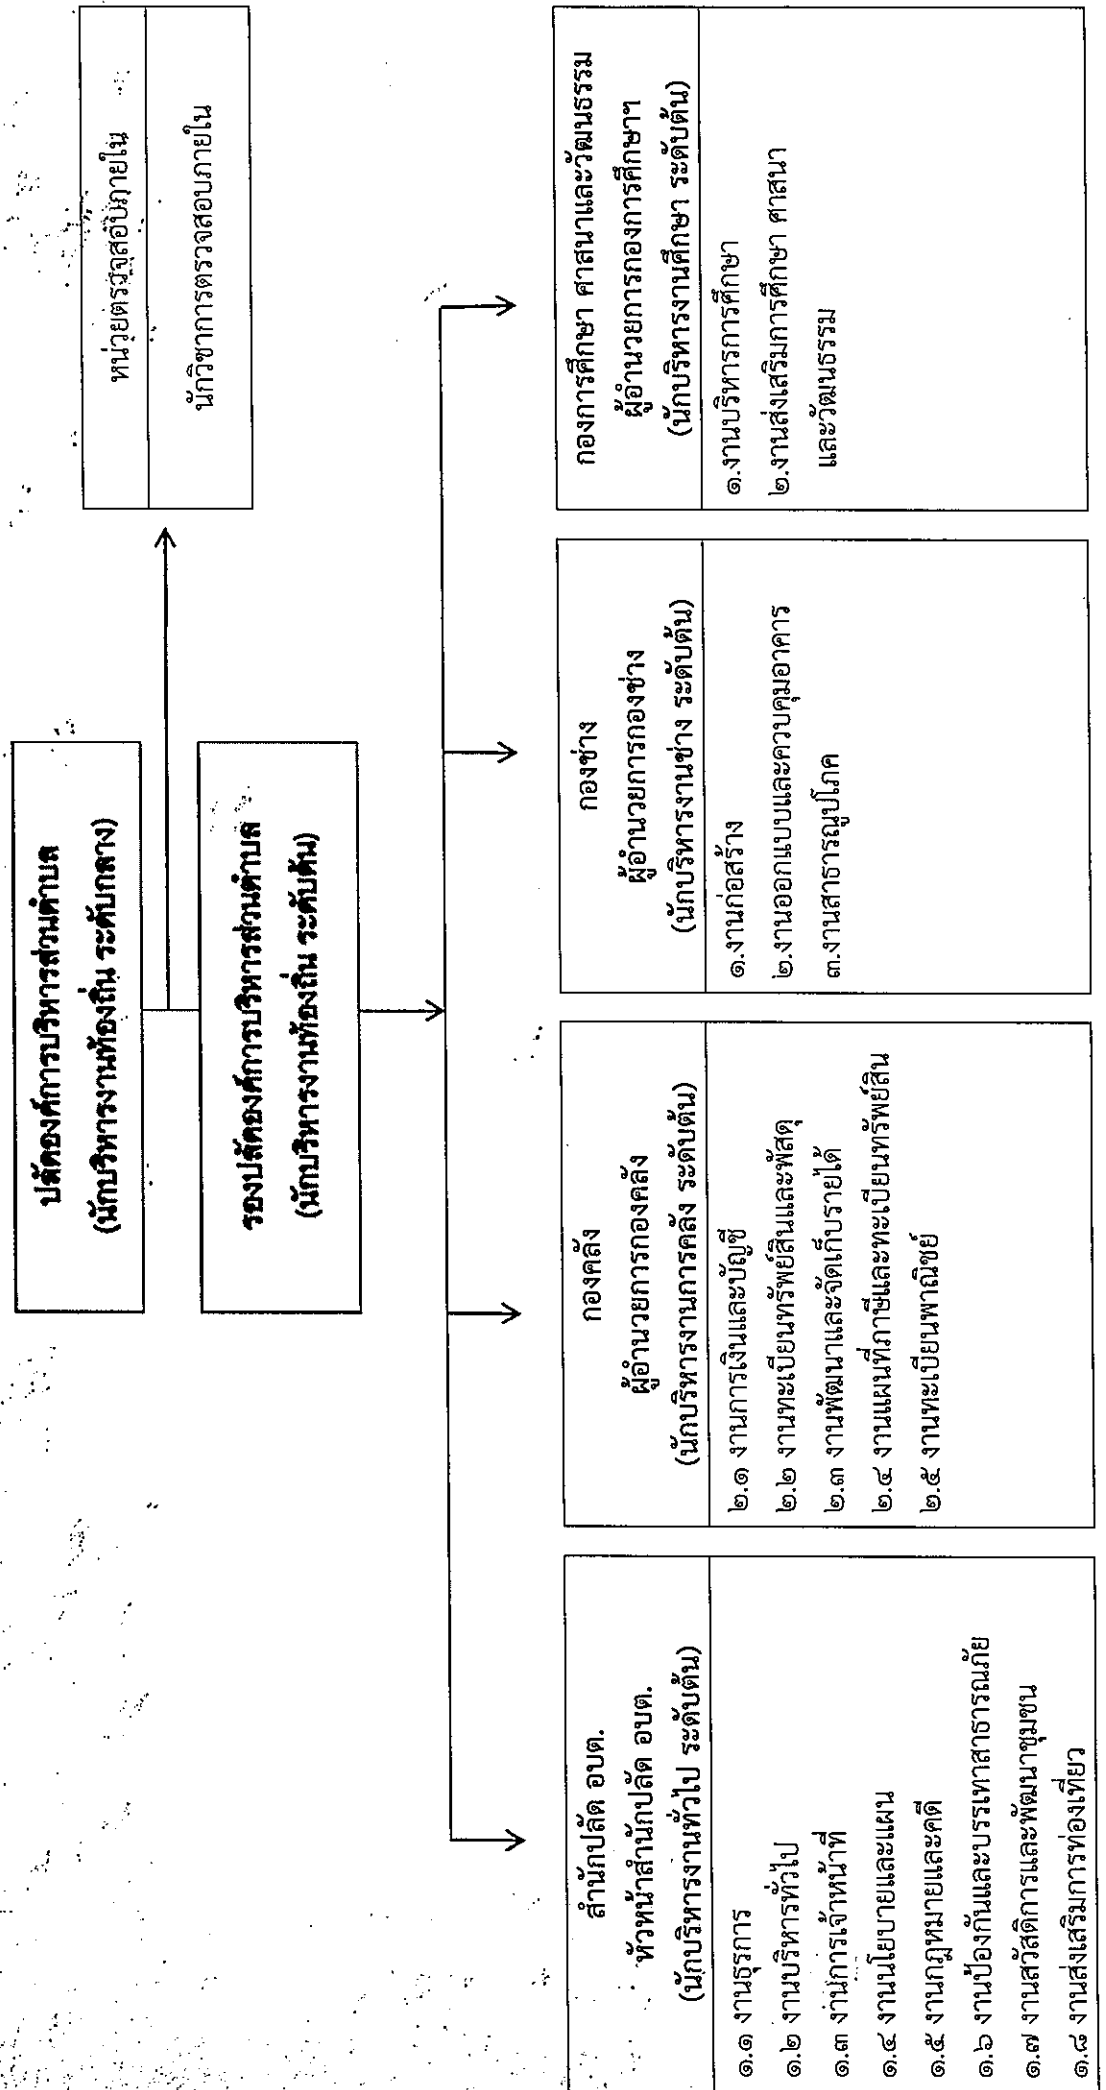 ปลัดองค์การบริหารส่วนตำบล
(นักบริหารงานท้องถิ่น ระดับกลาง)
หน่วยตรวจสอบภายใน
นักวิชาการตรวจสอบภายใน
รองปลัดองค์การบริหารส่วนตำบล
(นักบริหารงานท้องถิ่น ระดับต้น)
สำนักปลัด อบต.
หัวหน้าสำนักปลัด อบต.
(นักบริหารงานทั่วไป ระดับต้น)
๑.๑ งานธุรการ
๑.๒ งานบริหารทั่วไป
๑.๓ งานการเจ้าหน้าที่
๑.๔ งานนโยบายและแผน
๑.๕ งานกฎหมายและคดี
๑.๖ งานป้องกันและบรรเทาสาธารณภัย
๑.๗ งานสวัสดิการและพัฒนาชุมชน
๑.๘ งานส่งเสริมการท่องเที่ยว
กองคลัง
ผู้อำนวยการกองคลัง
(นักบริหารงานการคลัง ระดับต้น)
๒.๑ งานการเงินและบัญชี
๒.๒ งานทะเบียนทรัพย์สินและพัสดุ
๒.๓ งานพัฒนาและจัดเก็บรายได้
๒.๔ งานแผนที่ภาษีและทะเบียนทรัพย์สิน
๒.๕ งานทะเบียนพาณิชย์
กองช่าง
ผู้อำนวยการกองช่าง
(นักบริหารงานช่าง ระดับต้น)
๑.งานก่อสร้าง
๒.งานออกแบบและควบคุมอาคาร
๓.งานสาธารณูปโภค
กองการศึกษา ศาสนาและวัฒนธรรม
ผู้อำนวยการกองการศึกษาฯ
(นักบริหารงานศึกษา ระดับต้น)
๑.งานบริหารการศึกษา
๒.งานส่งเสริมการศึกษา ศาสนา
และวัฒนธรรม